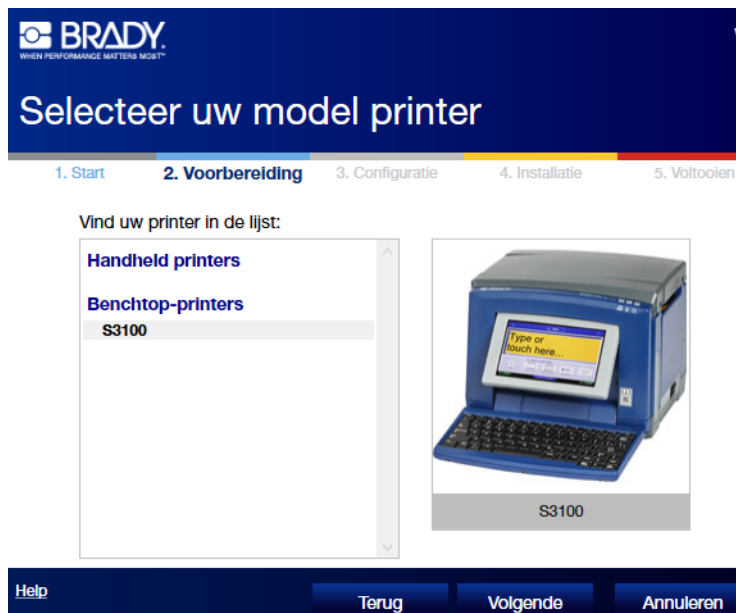 BRADY.
WHEN PERFORMANCE MATTERS MOST™
Selecteer uw model printer
1. Start 2. Voorbereiding 3. Configuratie 4. Installatie 5. Voltooien
Vind uw printer in de lijst:
Handheld printers
Benchtop-printers
S3100
Type or
touch here...
S3100
Help
Terug Volgende Annuleren